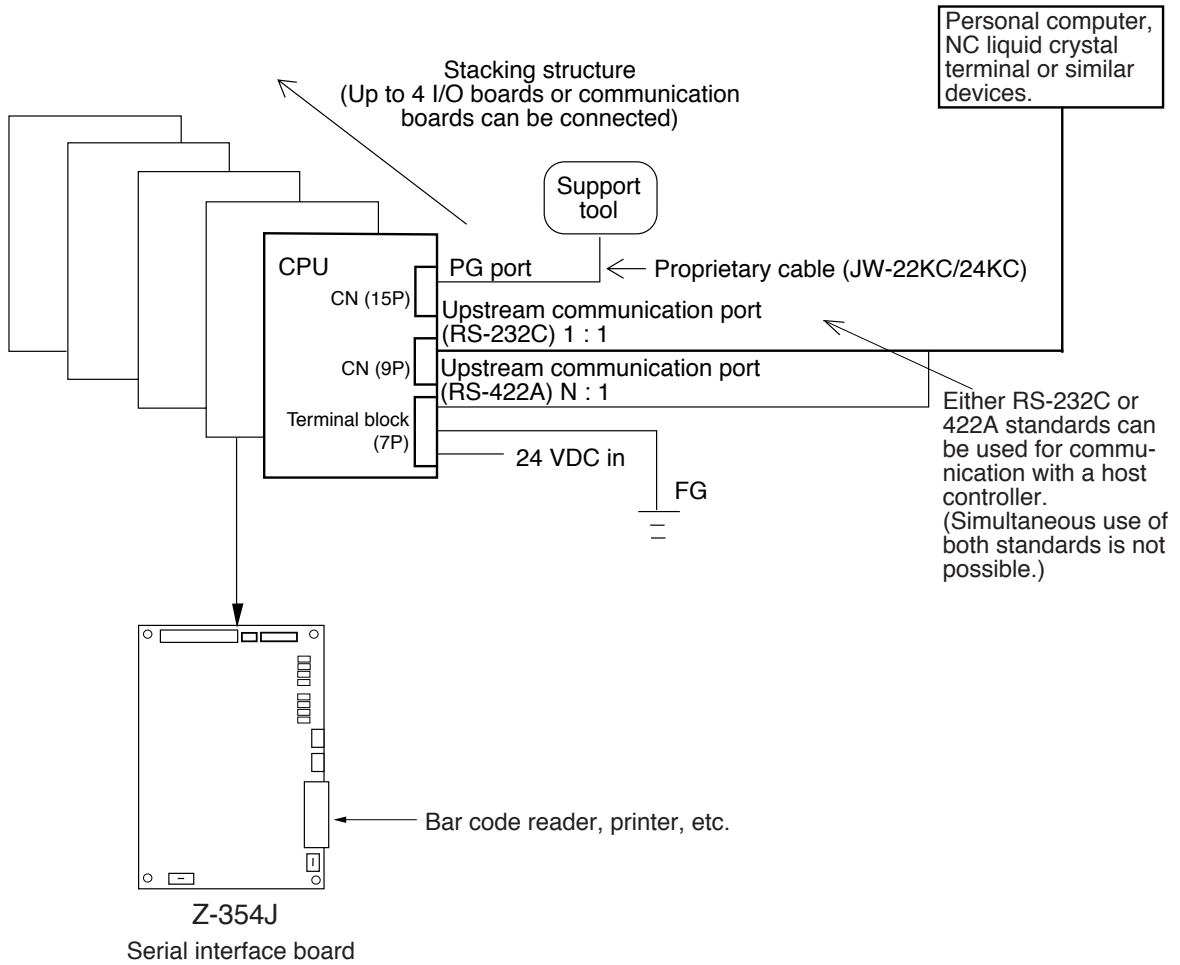 Personal computer,
NC liquid crystal
terminal or similar
devices.
Stacking structure
(Up to 4 I/O boards or communication
boards can be connected)
Support
tool
CPU
PG port
Proprietary cable (JW-22KC/24KC)
CN (15P)
Upstream communication port
(RS-232C) 1 : 1
CN (9P)
Upstream communication port
(RS-422A) N : 1
Terminal block
(7P)
24 VDC in
FG
Either RS-232C or
422A standards can
be used for commu-
nication with a host
controller.
(Simultaneous use of
both standards is not
possible.)
Bar code reader, printer, etc.
Z-354J
Serial interface board